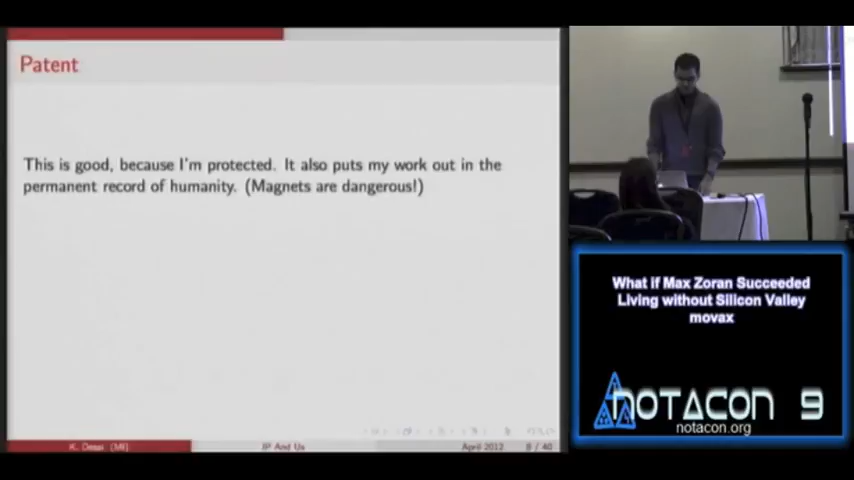 Patent
This is good, because I'm protected. It also puts my work out in the
permanent record of humanity. (Magnets are dangerous!)
IP And Us
April 2012
8 / 40
What if Max Zoran Succeeded
Living without Silicon Valley
movax
NOTACON 9
notacon.org